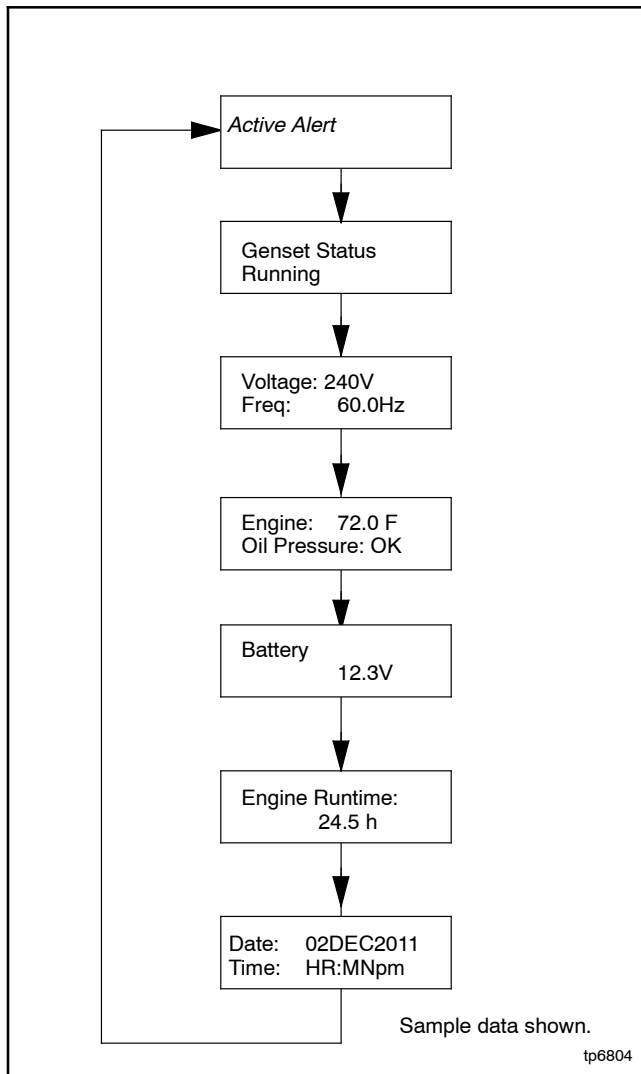 Active Alert
Genset Status
Running
Voltage: 240V
Freq: 60.0Hz
Engine: 72.0 F
Oil Pressure: OK
Battery
12.3V
Engine Runtime:
24.5 h
Date: 02DEC2011
Time: HR:MNpm
Sample data shown.
tp6804